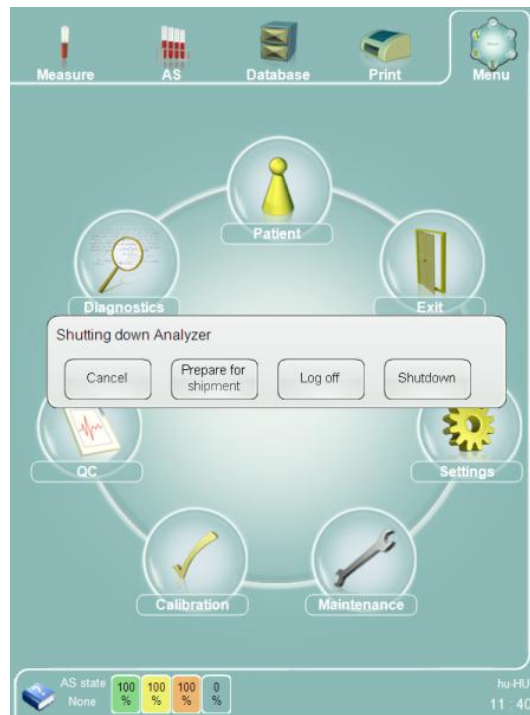 Measure
AS
Database
Print
Menu
Patient
Diagnostics
Exit
Shutting down Analyzer
Cancel
Prepare for
shipment
Log off
Shutdown
QC
Settings
Calibration
Maintenance
AS state
None
100
%
100
%
100
%
0
%
hu-HU
11 : 40